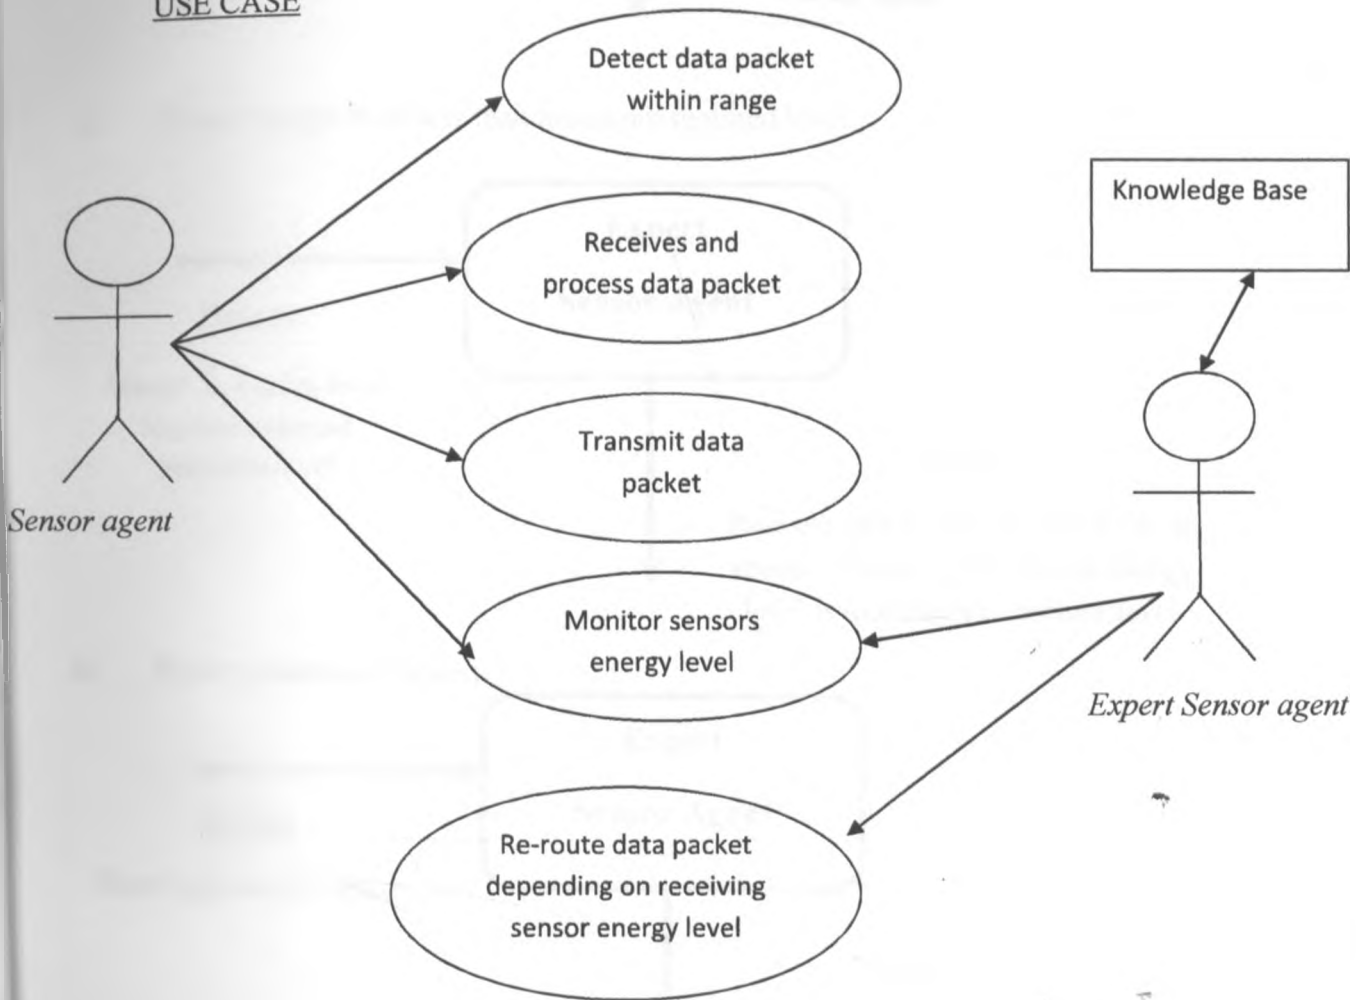 USE CASE
Detect data packet
within range
Knowledge Base
Receives and
process data packet
Transmit data
packet
Sensor agent
Monitor sensors
energy level
Expert Sensor agent
Re-route data packet
depending on receiving
sensor energy level